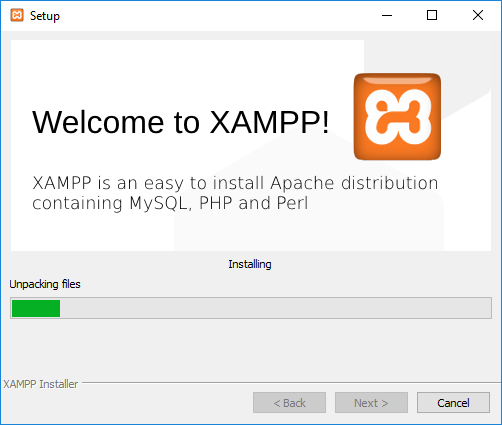 Setup
Welcome to XAMPP!
XAMPP is an easy to install Apache distribution
containing MySQL, PHP and Perl
Installing
Unpacking files
XAMPP Installer
< Back
Next >
Cancel